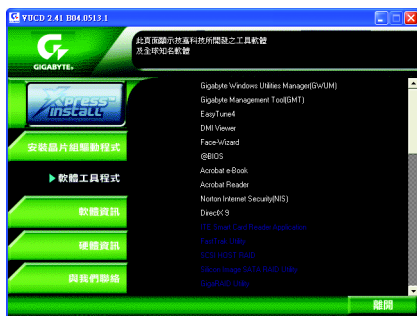 VUCD 2.41 B04.0513.1
GIGABYTE
此頁面顯示技嘉科技所開發之工具軟體
及全球知名軟體
Xpress
INSTALL
安裝晶片組驅動程式
軟體工具程式
軟體資訊
硬體資訊
與我們聯絡
Gigabyte Windows Utilities Manager(GWUM)
Gigabyte Management Tool(GMT)
EasyTune4
DMI Viewer
Face-Wizard
@BIOS
Acrobat e-Book
Acrobat Reader
Norton Internet Security(NIS)
DirectX 9
離開